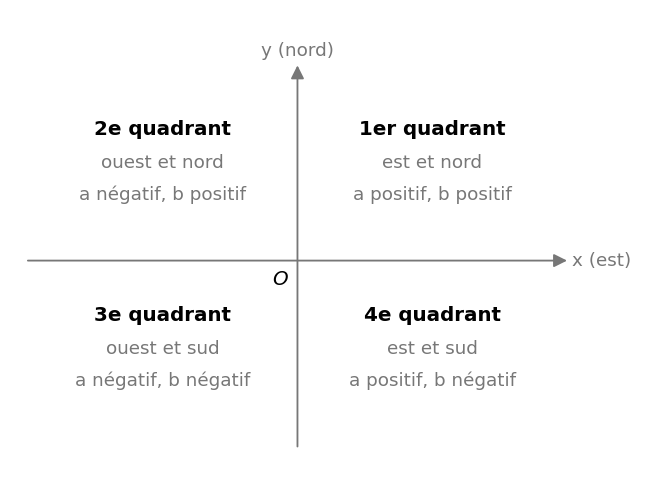 y (nord)
2e quadrant
ouest et nord
a négatif, b positif
1er quadrant
est et nord
a positif, b positif
x (est)
O
3e quadrant
ouest et sud
a négatif, b négatif
4e quadrant
est et sud
a positif, b négatif